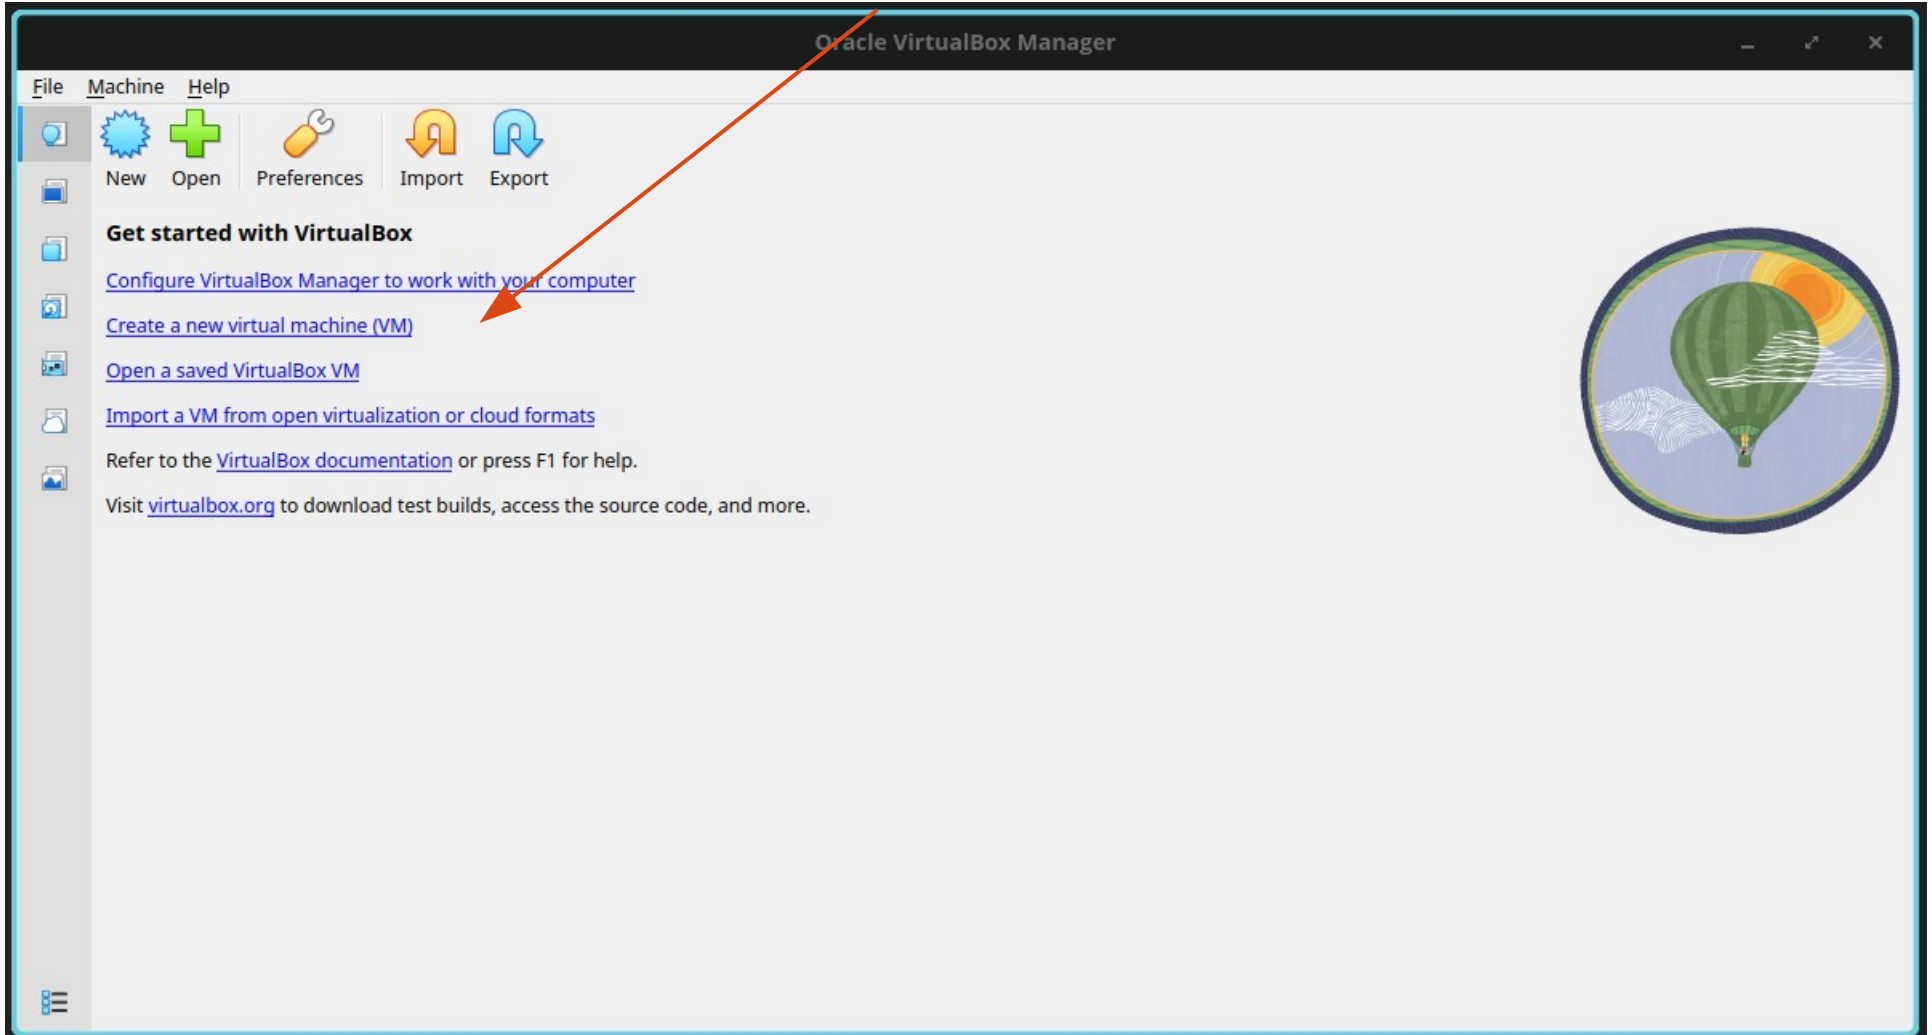 Oracle VirtualBox Manager
File Machine Help
New Open Preferences Import Export
Get started with VirtualBox
Configure VirtualBox Manager to work with your computer
Create a new virtual machine (VM)
Open a saved VirtualBox VM
Import a VM from open virtualization or cloud formats
Refer to the VirtualBox documentation or press F1 for help.
Visit virtualbox.org to download test builds, access the source code, and more.